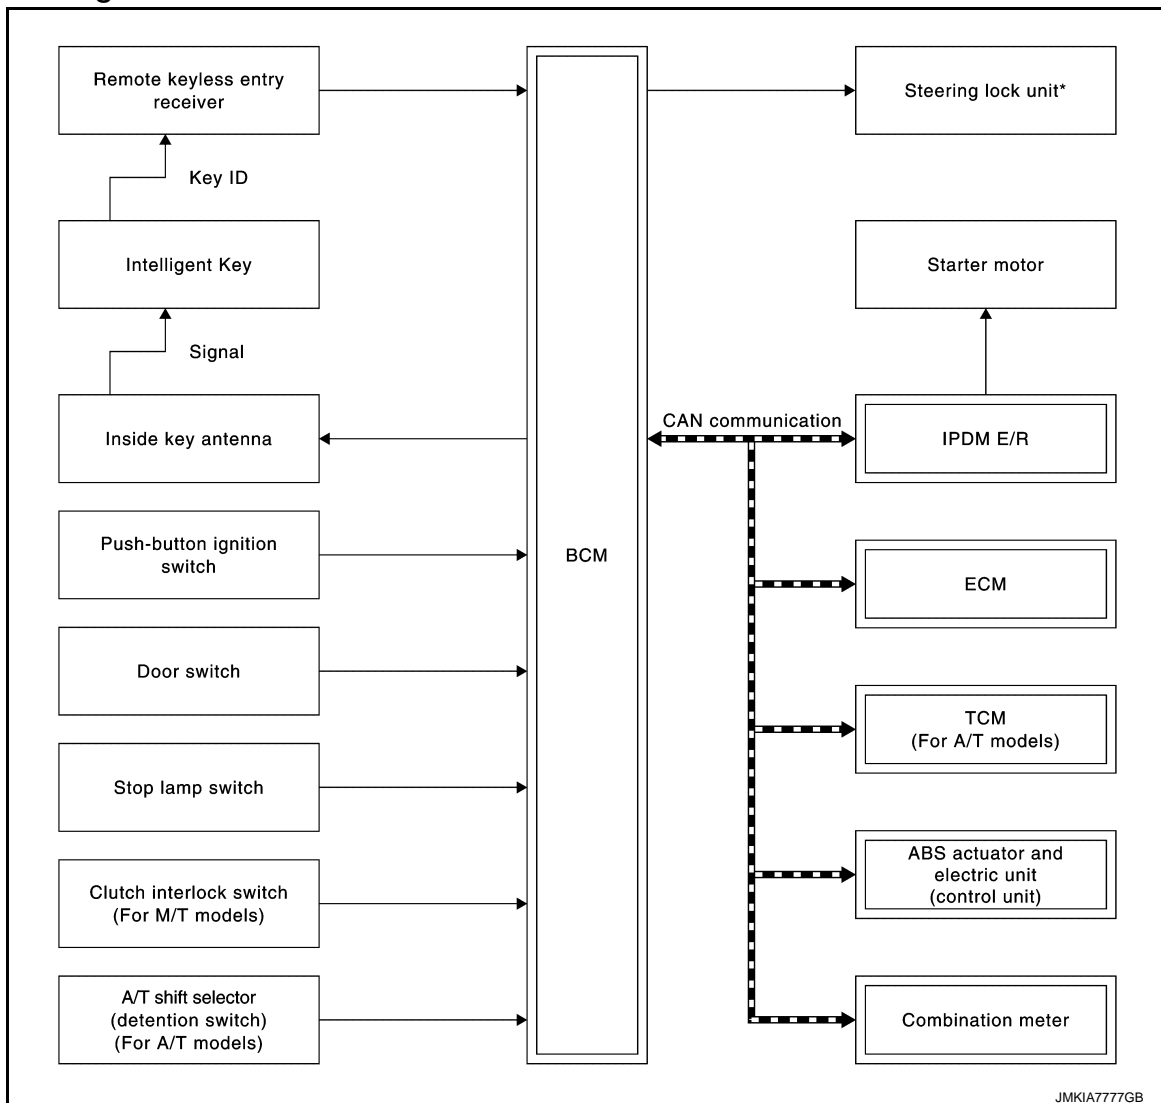 Remote keyless entry
receiver
Steering lock unit*
Key ID
Intelligent Key
Starter motor
Signal
CAN communication
Inside key antenna
IPDM E/R
Push-button ignition
switch
BCM
ECM
Door switch
TCM
(For A/T models)
Stop lamp switch
ABS actuator and
electric unit
(control unit)
Clutch interlock switch
(For M/T models)
A/T shift selector
(detention switch)
(For A/T models)
Combination meter
JMKIA7777GB